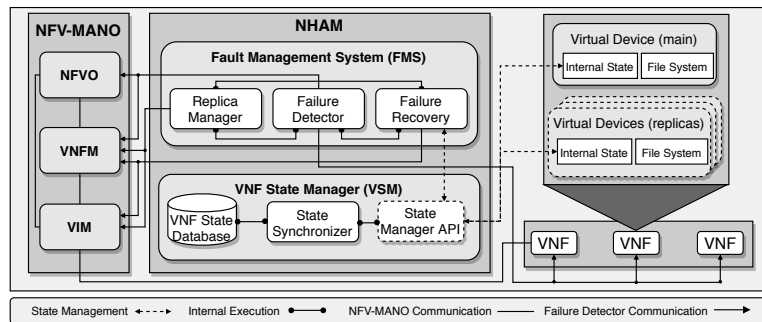 NFV-MANO
NFVO
VNFM
VIM
NHAM
Fault Management System (FMS)
Replica
Manager
Failure
Detector
Failure
Recovery
VNF State Manager (VSM)
VNF State
Database
State
Synchronizer
State
Manager API
Virtual Device (main)
Internal State
File System
Virtual Devices (replicas)
Internal State
File System
VNF
VNF
VNF
State Management
Internal Execution
NFV-MANO Communication
Failure Detector Communication